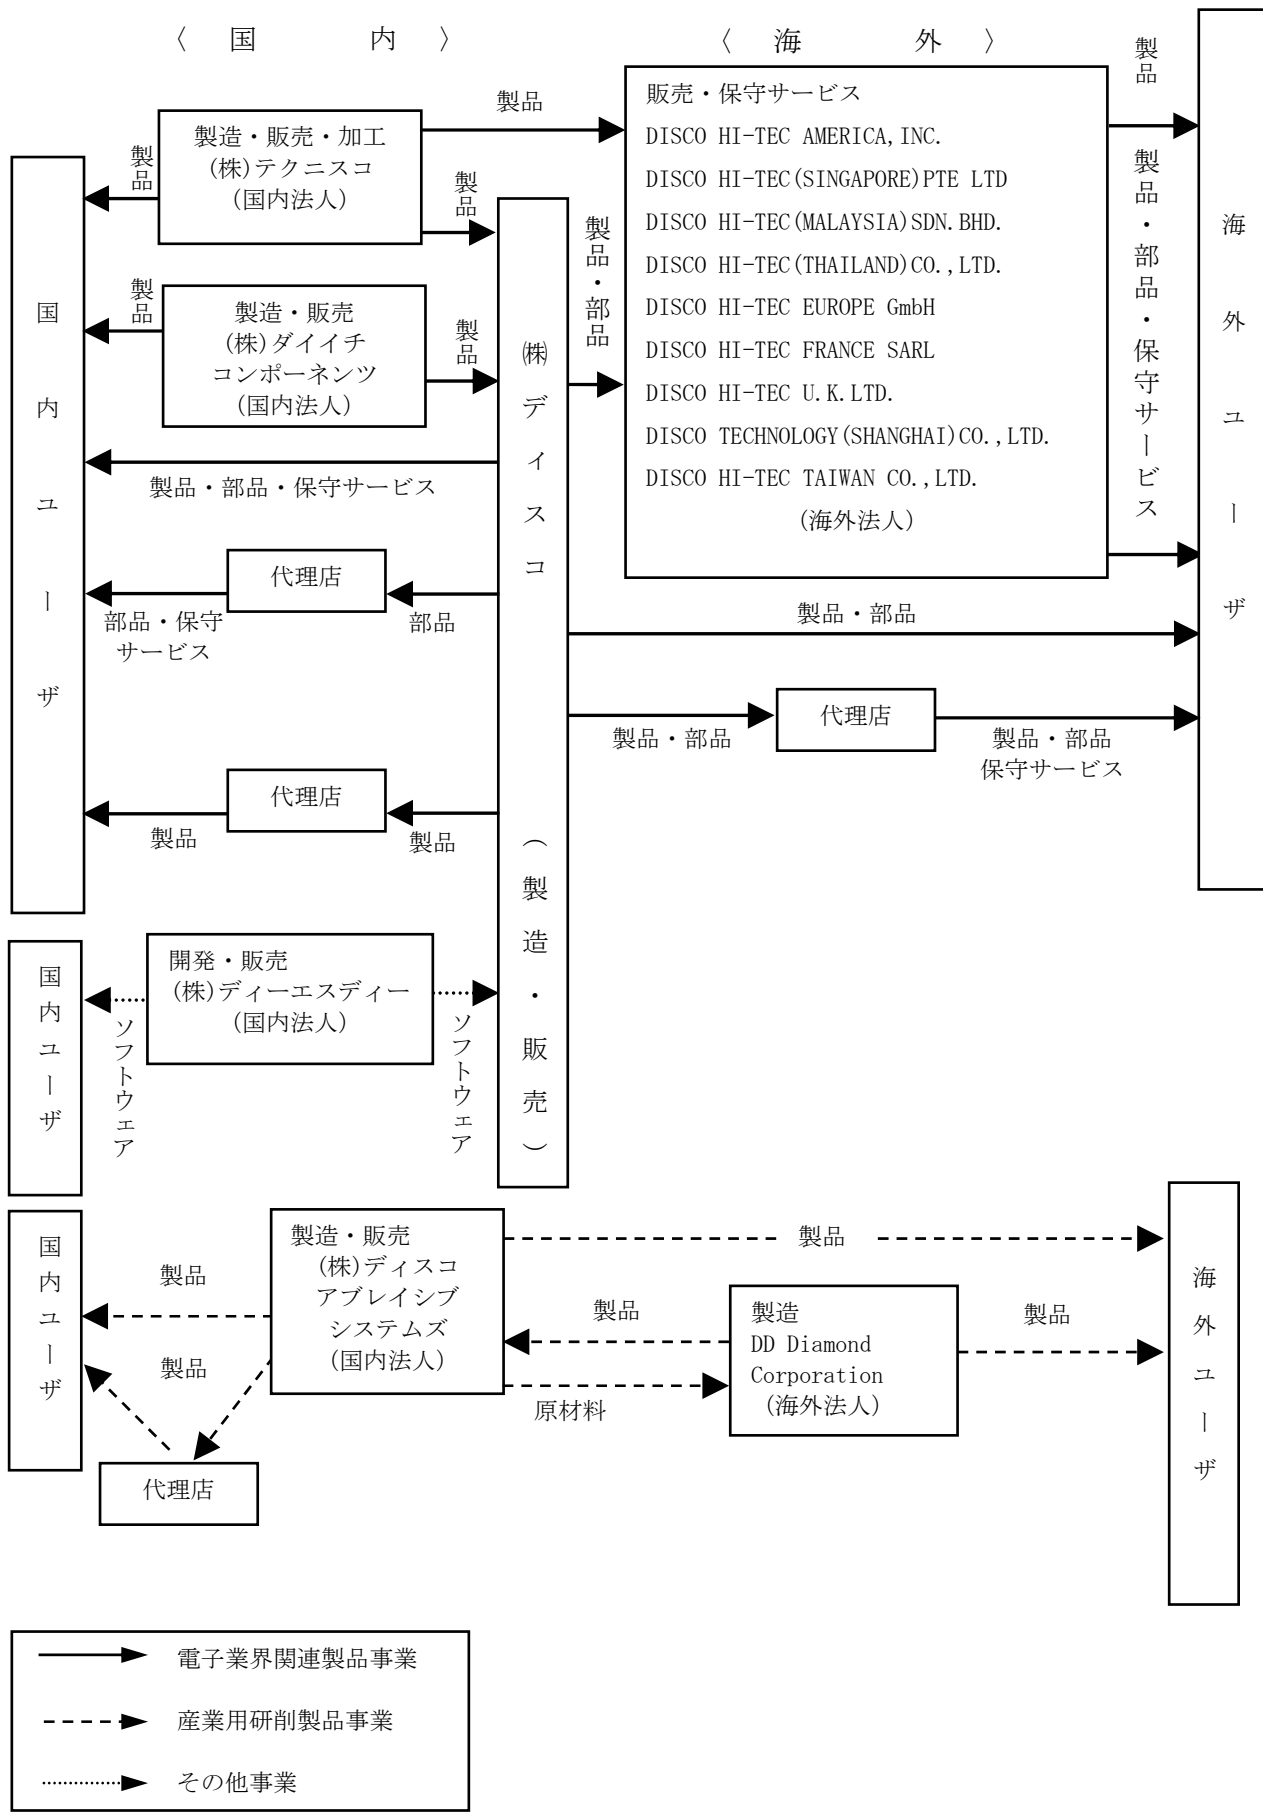 〈 国 内 〉
〈 海 外 〉
製品
販売・保守サービス
DISCO HI-TEC AMERICA,INC.
DISCO HI-TEC(SINGAPORE)PTE LTD
DISCO HI-TEC(MALAYSIA)SDN.BHD.
DISCO HI-TEC(THAILAND)CO.,LTD.
DISCO HI-TEC EUROPE GmbH
DISCO HI-TEC FRANCE SARL
DISCO HI-TEC U.K.LTD.
DISCO TECHNOLOGY(SHANGHAI)CO.,LTD.
DISCO HI-TEC TAIWAN CO.,LTD.
(海外法人)
製品
製品・部品・保守サービス
海外ユーザ
製造・販売・加工
(株)テクニスコ
(国内法人)
製品
製品
製品・部品
国内ユーザ
製品
製造・販売
(株)ダイイチ
コンポーネンツ
(国内法人)
製品
㈱ディスコ（製造・販売）
製品・部品・保守サービス
代理店
部品・保守
サービス
部品
製品・部品
代理店
製品・部品
製品・部品
保守サービス
代理店
製品
製品
国内ユーザ
開発・販売
(株)ディーエスディー
(国内法人)
ソフトウェア
ソフトウェア
国内ユーザ
製造・販売
(株)ディスコ
アブレイシブ
システムズ
(国内法人)
製品
製品
代理店
製品
製品
原材料
製造
DD Diamond
Corporation
(海外法人)
製品
海外ユーザ
電子業界関連製品事業
産業用研削製品事業
その他事業